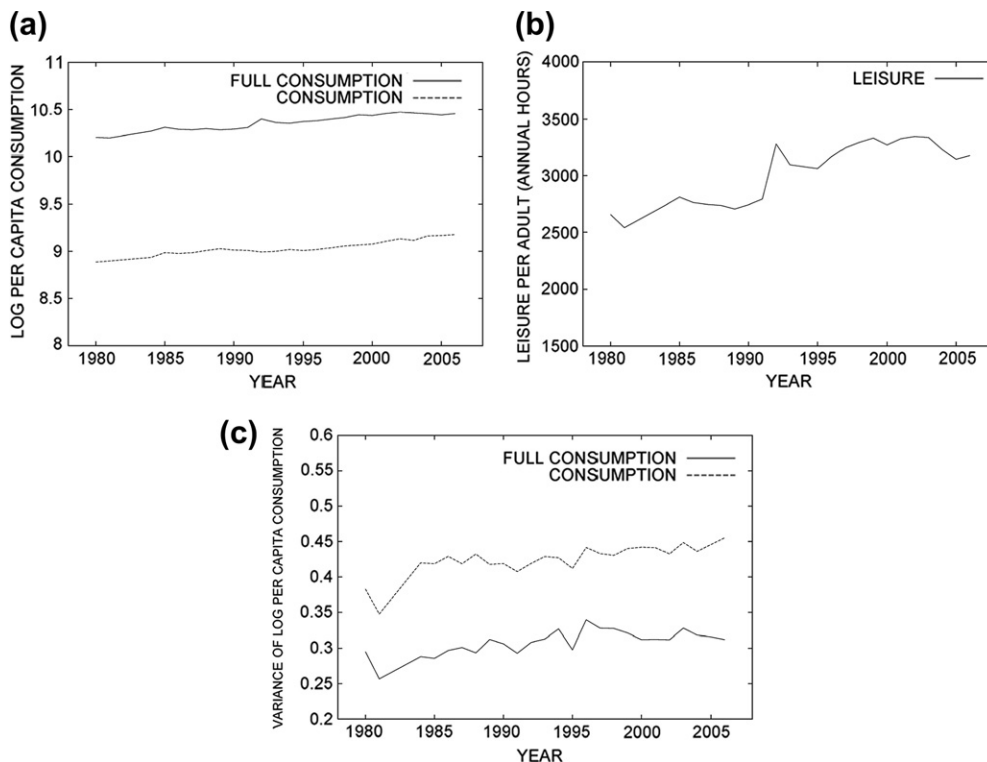 (a)
LOG PER CAPITA CONSUMPTION
11
10.5
10
9.5
9
8.5
8
FULL CONSUMPTION
CONSUMPTION
1980 1985 1990 1995 2000 2005
YEAR
(b)
LEISURE PER ADULT (ANNUAL HOURS)
4000
3500
3000
2500
2000
1500
LEISURE
1980 1985 1990 1995 2000 2005
YEAR
(c)
VARIANCE OF LOG PER CAPITA CONSUMPTION
0.6
0.55
0.5
0.45
0.4
0.35
0.3
0.25
0.2
FULL CONSUMPTION
CONSUMPTION
1980 1985 1990 1995 2000 2005
YEAR